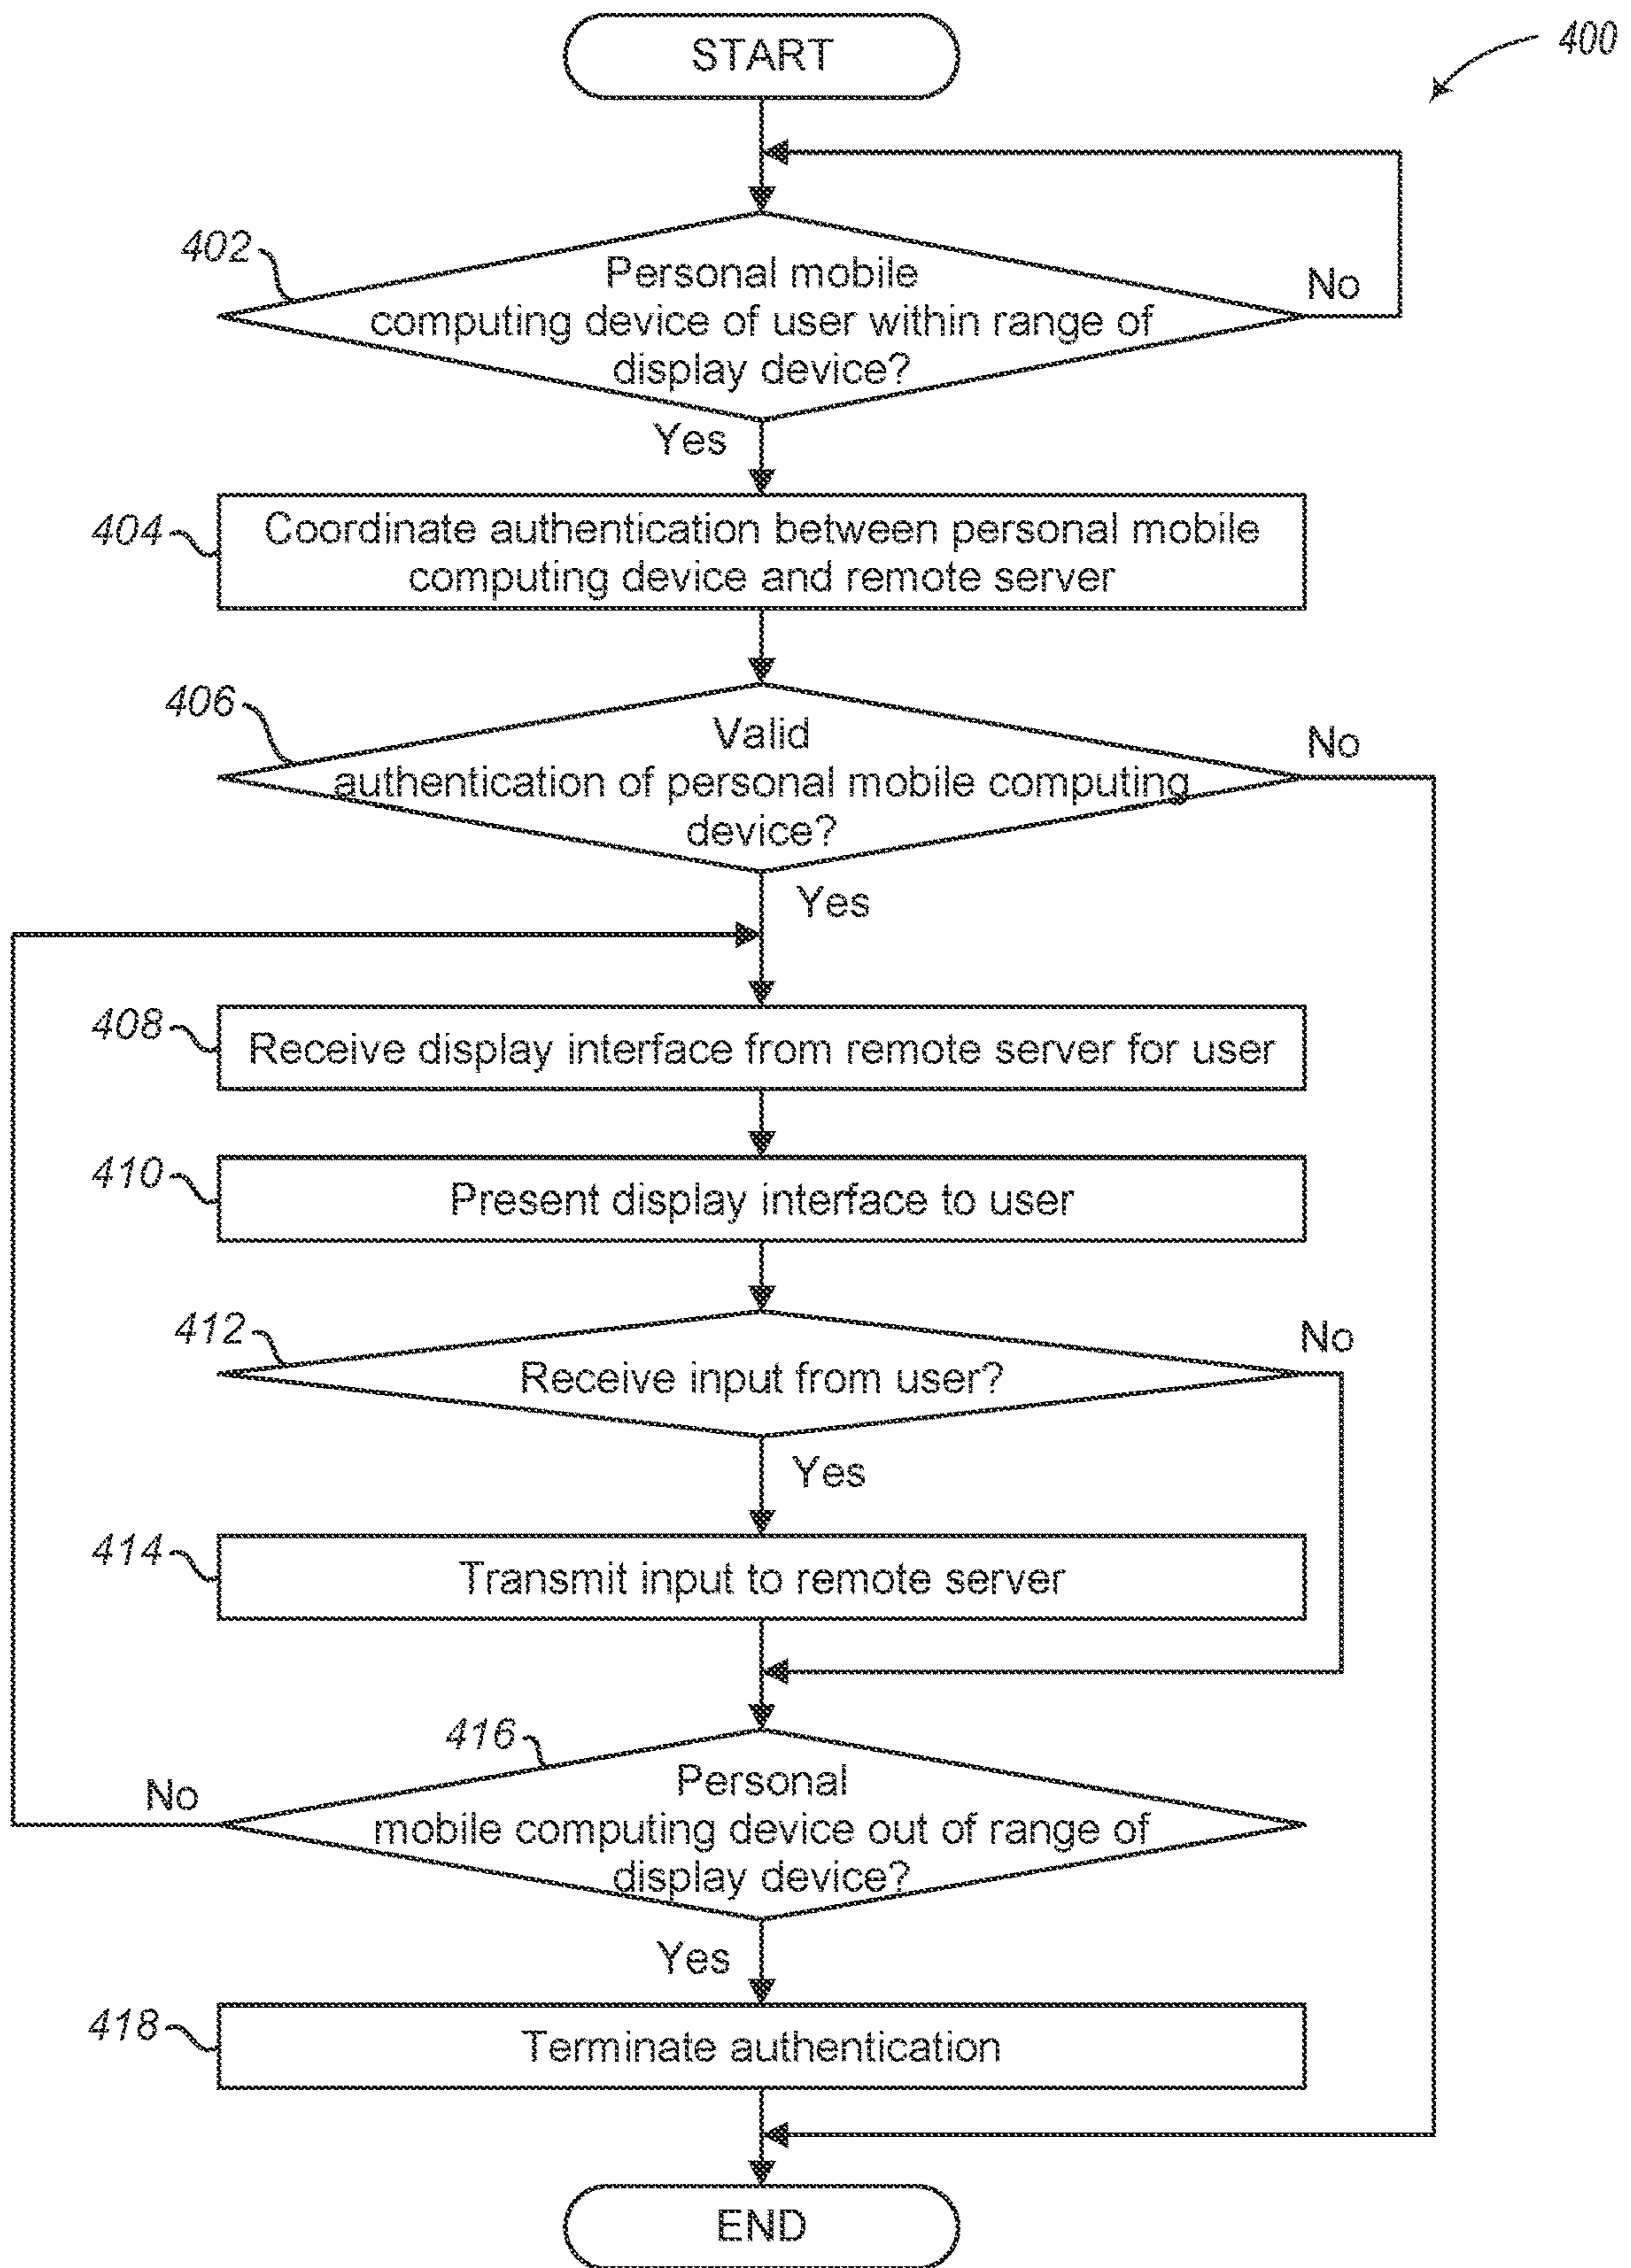 START
400
402
Personal mobile
computing device of user within range of
display device?
No
Yes
404
Coordinate authentication between personal mobile
computing device and remote server
406
Valid
authentication of personal mobile computing
device?
No
Yes
408
Receive display interface from remote server for user
410
Present display interface to user
412
Receive input from user?
No
Yes
414
Transmit input to remote server
416
Personal
mobile computing device out of range of
display device?
No
Yes
418
Terminate authentication
END